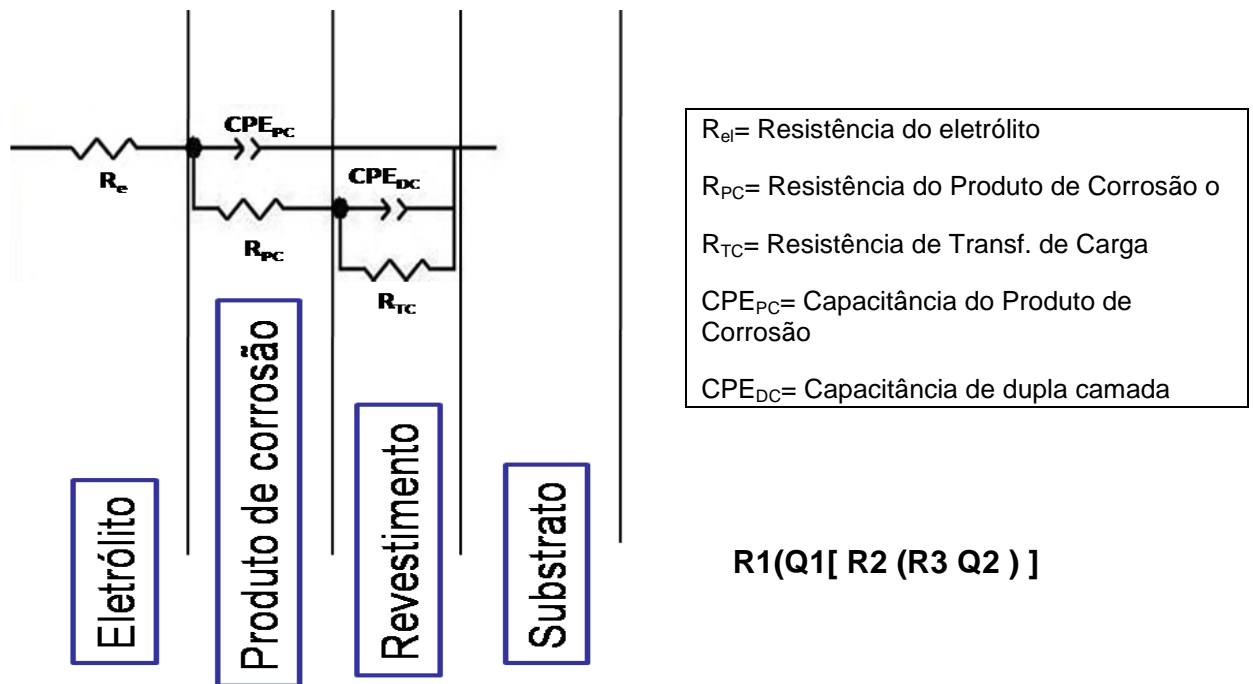 CPE_PC
R_e
CPE_DC
R_PC
R_TC
Eletrólito
Produto de corrosão
Revestimento
Substrato
R_el= Resistência do eletrólito
R_PC= Resistência do Produto de Corrosão o
R_TC= Resistência de Transf. de Carga
CPE_PC= Capacitância do Produto de
Corrosão
CPE_DC= Capacitância de dupla camada
R1(Q1[ R2 (R3 Q2 ) ]